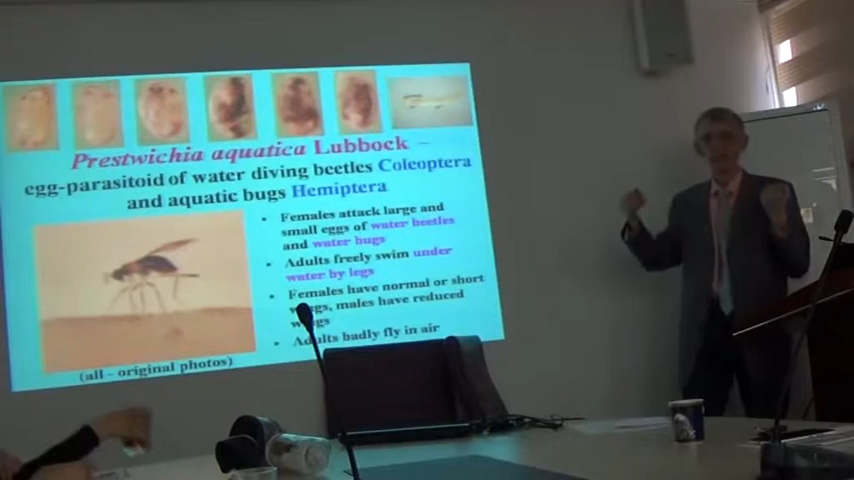 Prestwichia aquatica Lubbock –
egg-parasitoid of water diving beetles Coleoptera
and aquatic bugs Hemiptera
• Females attack large and
small eggs of water beetles
and water bugs
• Adults freely swim under
water by legs
• Females have normal or short
wings, males have reduced
wings
• Adults badly fly in air
(all – original photos)